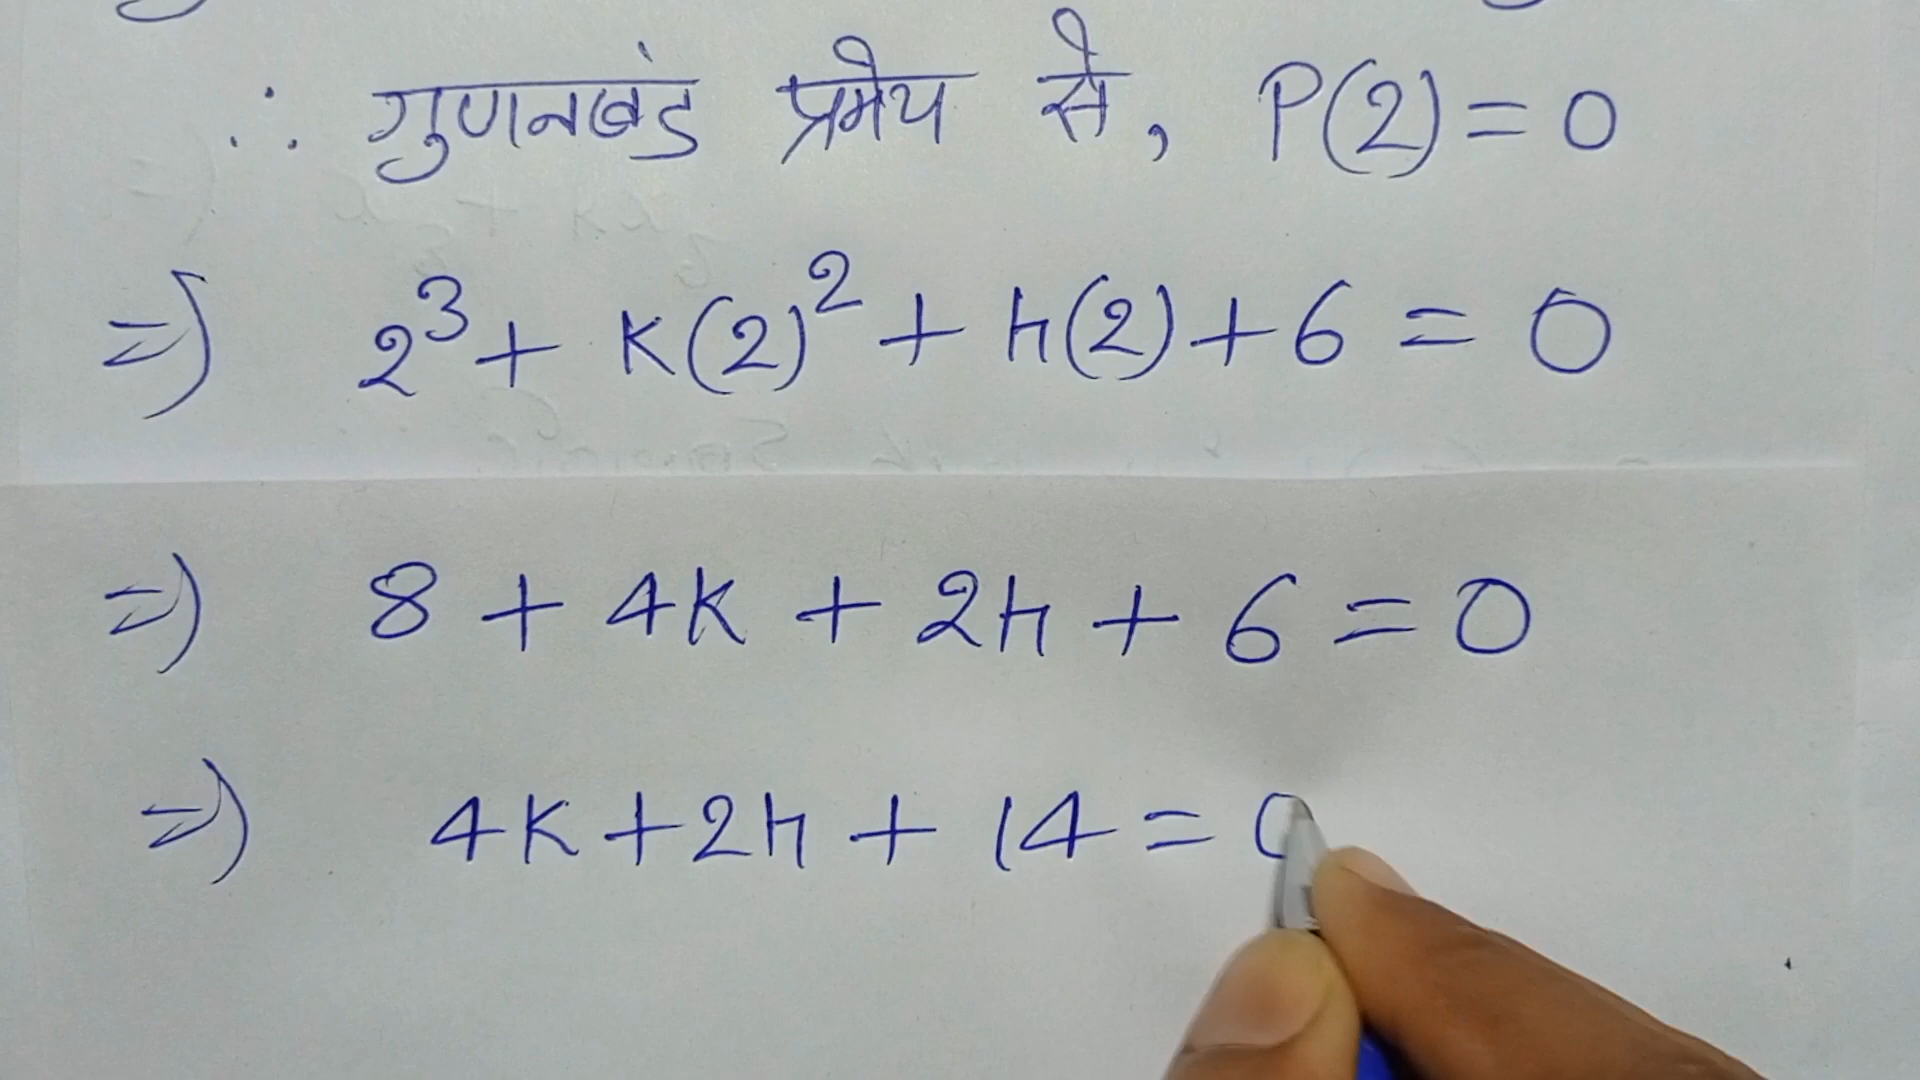 ∴ गुणनखंड प्रमेय से, P(2) = 0
=) 2³ + K(2)² + h(2) + 6 = 0
=) 8 + 4K + 2h + 6 = 0
=) 4K + 2h + 14 = 0